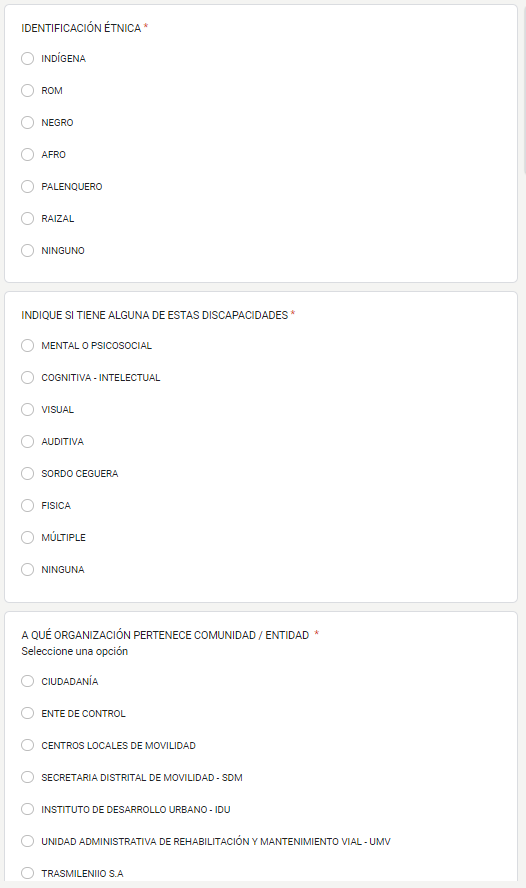 IDENTIFICACIÓN ÉTNICA *
INDÍGENA
ROM
NEGRO
AFRO
PALENQUERO
RAIZAL
NINGUNO
INDIQUE SI TIENE ALGUNA DE ESTAS DISCAPACIDADES *
MENTAL O PSICOSOCIAL
COGNITIVA - INTELECTUAL
VISUAL
AUDITIVA
SORDO CEGUERA
FISICA
MÚLTIPLE
NINGUNA
A QUÉ ORGANIZACIÓN PERTENECE COMUNIDAD / ENTIDAD *
Seleccione una opción
CIUDADANÍA
ENTE DE CONTROL
CENTROS LOCALES DE MOVILIDAD
SECRETARIA DISTRITAL DE MOVILIDAD - SDM
INSTITUTO DE DESARROLLO URBANO - IDU
UNIDAD ADMINISTRATIVA DE REHABILITACIÓN Y MANTENIMIENTO VIAL - UMV
TRASMILENIIO S.A